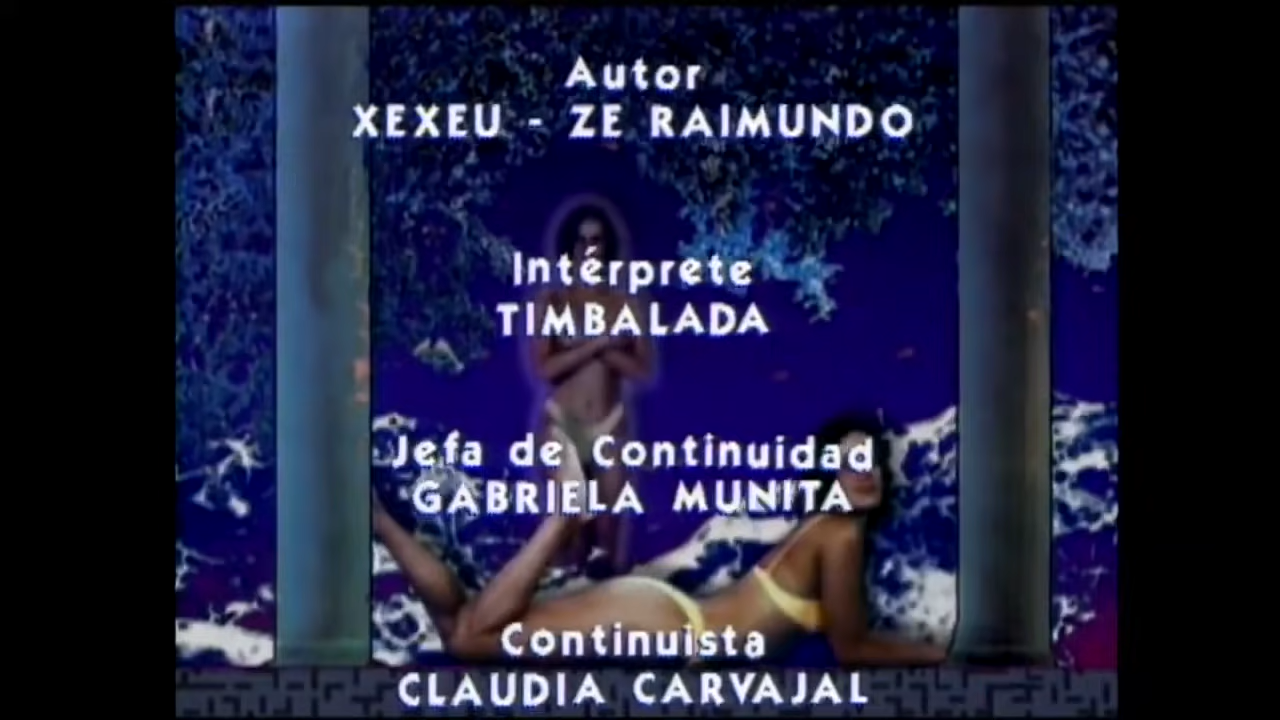 Autor
XEXEU - ZE RAIMUNDO
Intérprete
TIMBALADA
Jefa de Continuidad
GABRIELA MUNITA
Continuista
CLAUDIA CARVAJAL